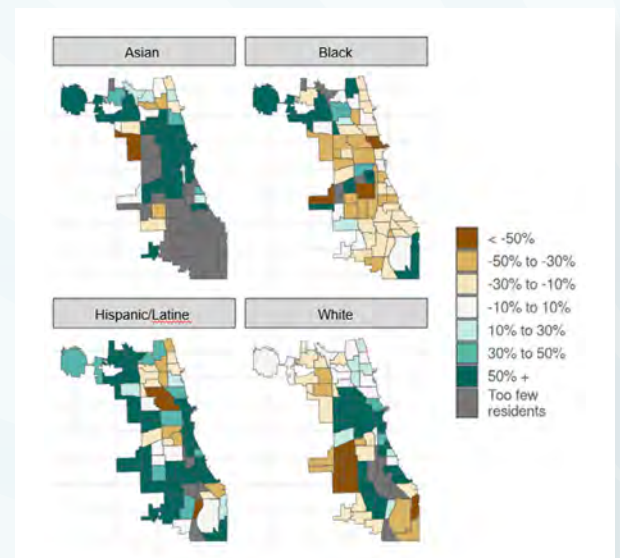 Asian
Black
Hispanic/Latine
White
< -50%
-50% to -30%
-30% to -10%
-10% to 10%
10% to 30%
30% to 50%
50% +
Too few
residents